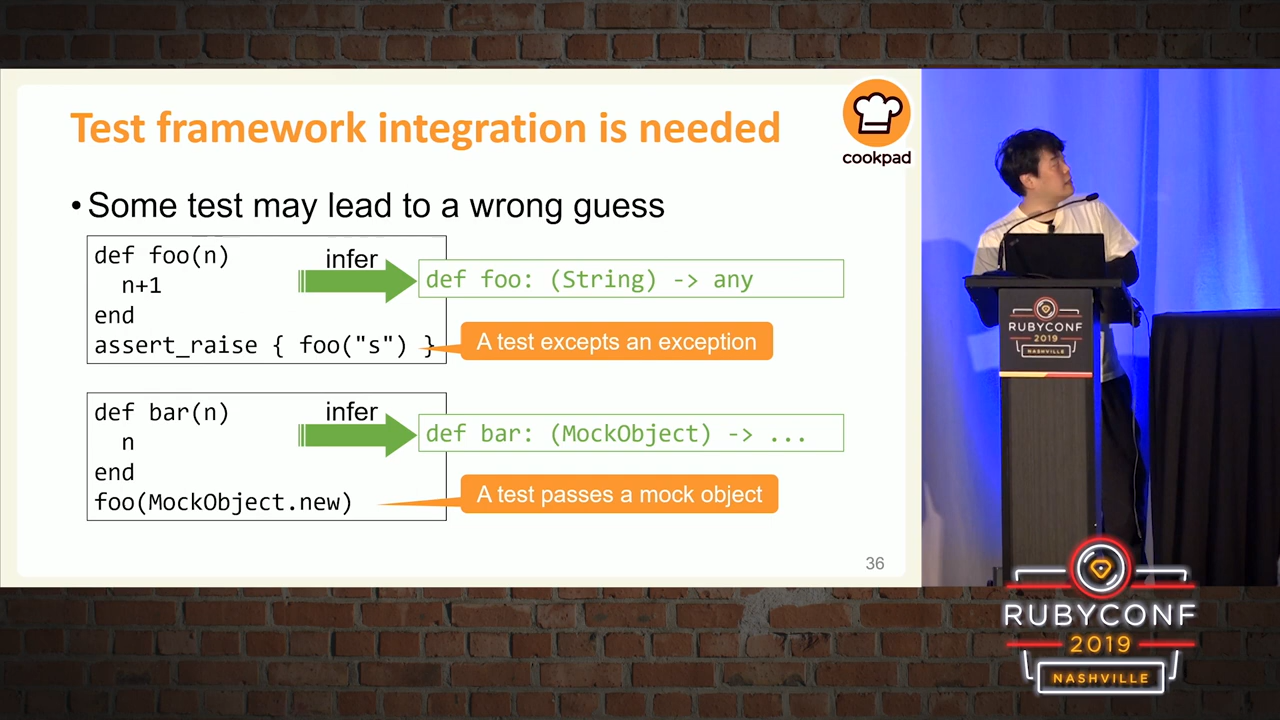 Test framework integration is needed
cookpad
• Some test may lead to a wrong guess
def foo(n)
n+1
end
assert_raise { foo("s") }
infer
def foo: (String) -> any
A test excepts an exception
def bar(n)
n
end
foo(MockObject.new)
infer
def bar: (MockObject) -> ...
A test passes a mock object
36
RUBYCONF
2019
NASHVILLE
RUBYCONF
2019
NASHVILLE